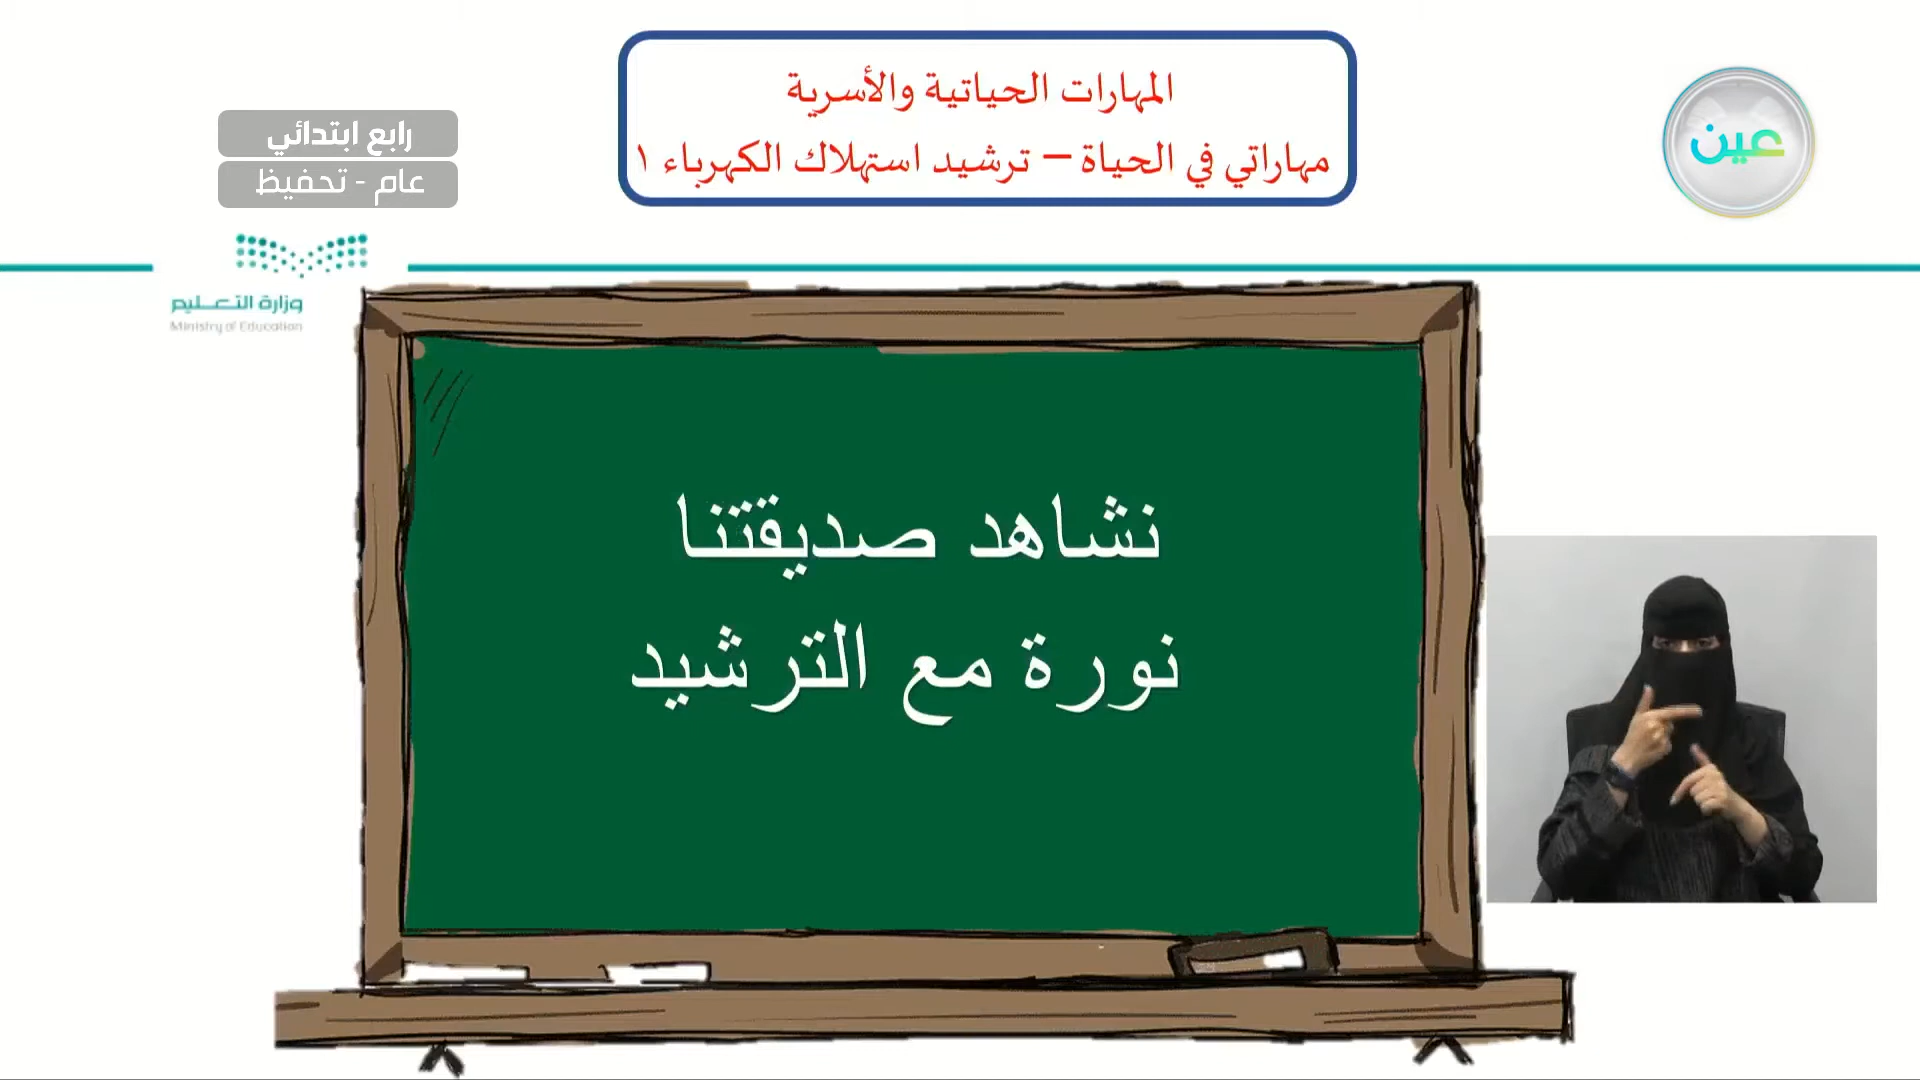 المهارات الحياتية والأسرية
مهاراتي في الحياة – ترشيد استهلاك الكهرباء ١
عين
رابع ابتدائي
عام - تحفيظ
وزارة التعليم
Ministry of Education
نشاهد صديقتنا
نورة مع الترشيد